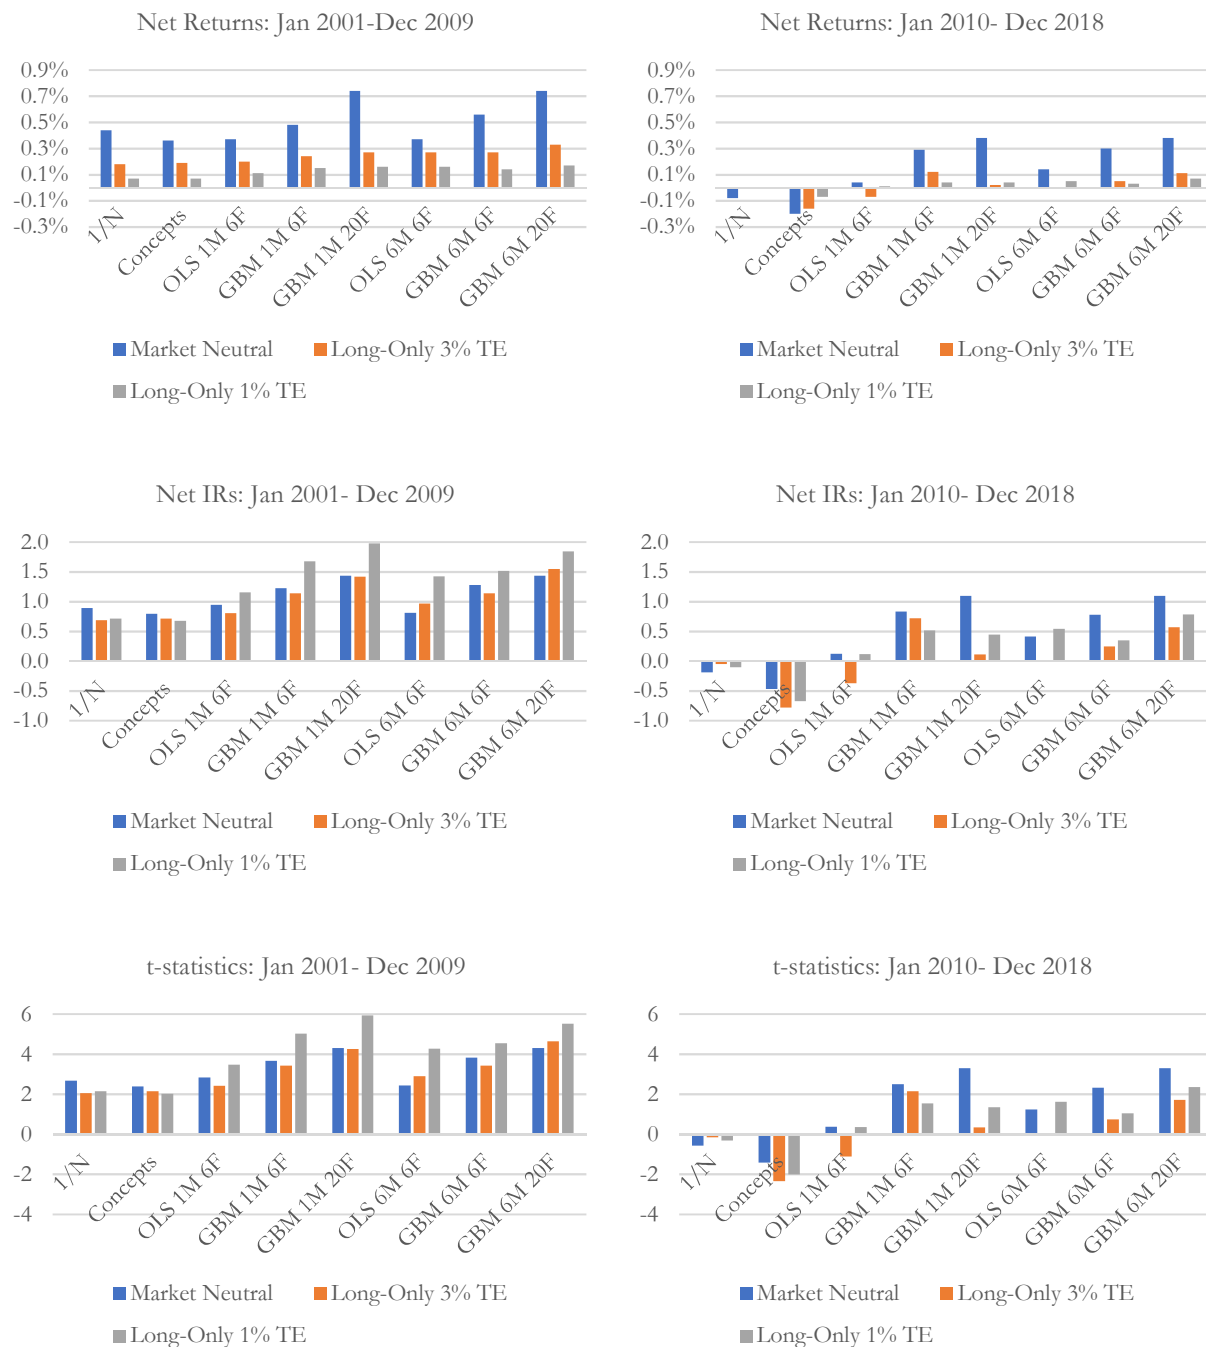 Net Returns: Jan 2001-Dec 2009
0.9%
0.7%
0.5%
0.3%
0.1%
-0.1%
-0.3%
1/N
Concepts
OLS 1M 6F
GBM 1M 6F
GBM 1M 20F
OLS 6M 6F
GBM 6M 6F
GBM 6M 20F
Market Neutral
Long-Only 3% TE
Long-Only 1% TE
Net Returns: Jan 2010- Dec 2018
0.9%
0.7%
0.5%
0.3%
0.1%
-0.1%
-0.3%
1/N
Concepts
OLS 1M 6F
GBM 1M 6F
GBM 1M 20F
OLS 6M 6F
GBM 6M 6F
GBM 6M 20F
Market Neutral
Long-Only 3% TE
Long-Only 1% TE
Net IRs: Jan 2001- Dec 2009
2.0
1.5
1.0
0.5
0.0
-0.5
-1.0
1/N
Concepts
OLS 1M 6F
GBM 1M 6F
GBM 1M 20F
OLS 6M 6F
GBM 6M 6F
GBM 6M 20F
Market Neutral
Long-Only 3% TE
Long-Only 1% TE
Net IRs: Jan 2010- Dec 2018
2.0
1.5
1.0
0.5
0.0
-0.5
-1.0
1/N
Concepts
OLS 1M 6F
GBM 1M 6F
GBM 1M 20F
OLS 6M 6F
GBM 6M 6F
GBM 6M 20F
Market Neutral
Long-Only 3% TE
Long-Only 1% TE
t-statistics: Jan 2001- Dec 2009
6
4
2
0
-2
-4
1/N
Concepts
OLS 1M 6F
GBM 1M 6F
GBM 1M 20F
OLS 6M 6F
GBM 6M 6F
GBM 6M 20F
Market Neutral
Long-Only 3% TE
Long-Only 1% TE
t-statistics: Jan 2010- Dec 2018
6
4
2
0
-2
-4
1/N
Concepts
OLS 1M 6F
GBM 1M 6F
GBM 1M 20F
OLS 6M 6F
GBM 6M 6F
GBM 6M 20F
Market Neutral
Long-Only 3% TE
Long-Only 1% TE